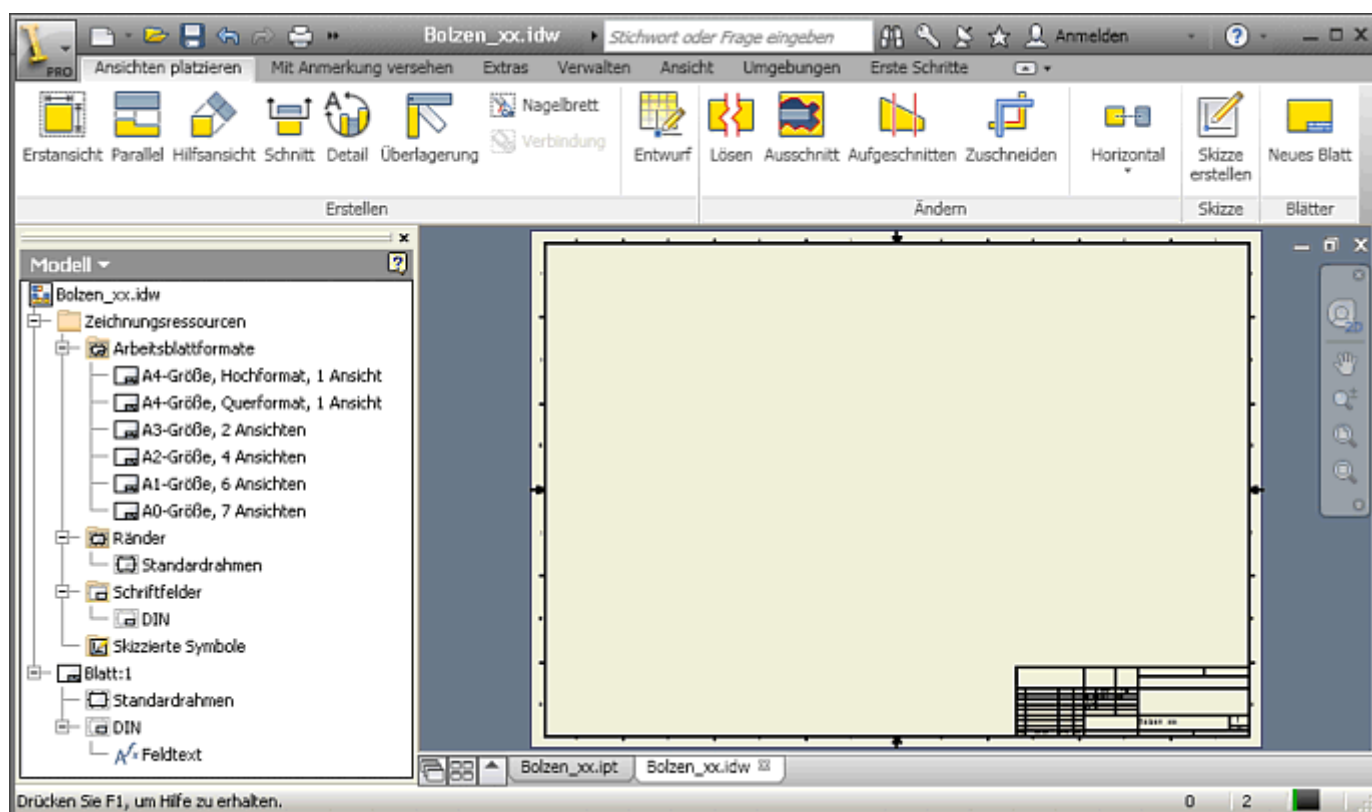 Bolzen_xx.idw Stichwort oder Frage eingeben Anmelden
PRO Ansichten platzieren Mit Anmerkung versehen Extras Verwalten Ansicht Umgebungen Erste Schritte
Nagelbrett
Verbindung
Erstansicht Parallel Hilfsansicht Schnitt Detail Überlagerung Entwurf Lösen Ausschnitt Aufgeschnitten Zuschneiden Horizontal Skizze erstellen Neues Blatt
Erstellen Ändern Skizze Blätter
Modell
Bolzen_xx.idw
Zeichnungsressourcen
Arbeitsblattformate
A4-Größe, Hochformat, 1 Ansicht
A4-Größe, Querformat, 1 Ansicht
A3-Größe, 2 Ansichten
A2-Größe, 4 Ansichten
A1-Größe, 6 Ansichten
A0-Größe, 7 Ansichten
Ränder
Standardrahmen
Schriftfelder
DIN
Skizzierte Symbole
Blatt:1
Standardrahmen
DIN
Feldtext
2D
Bolzen_xx.ipt Bolzen_xx.idw
Drücken Sie F1, um Hilfe zu erhalten. 0 2